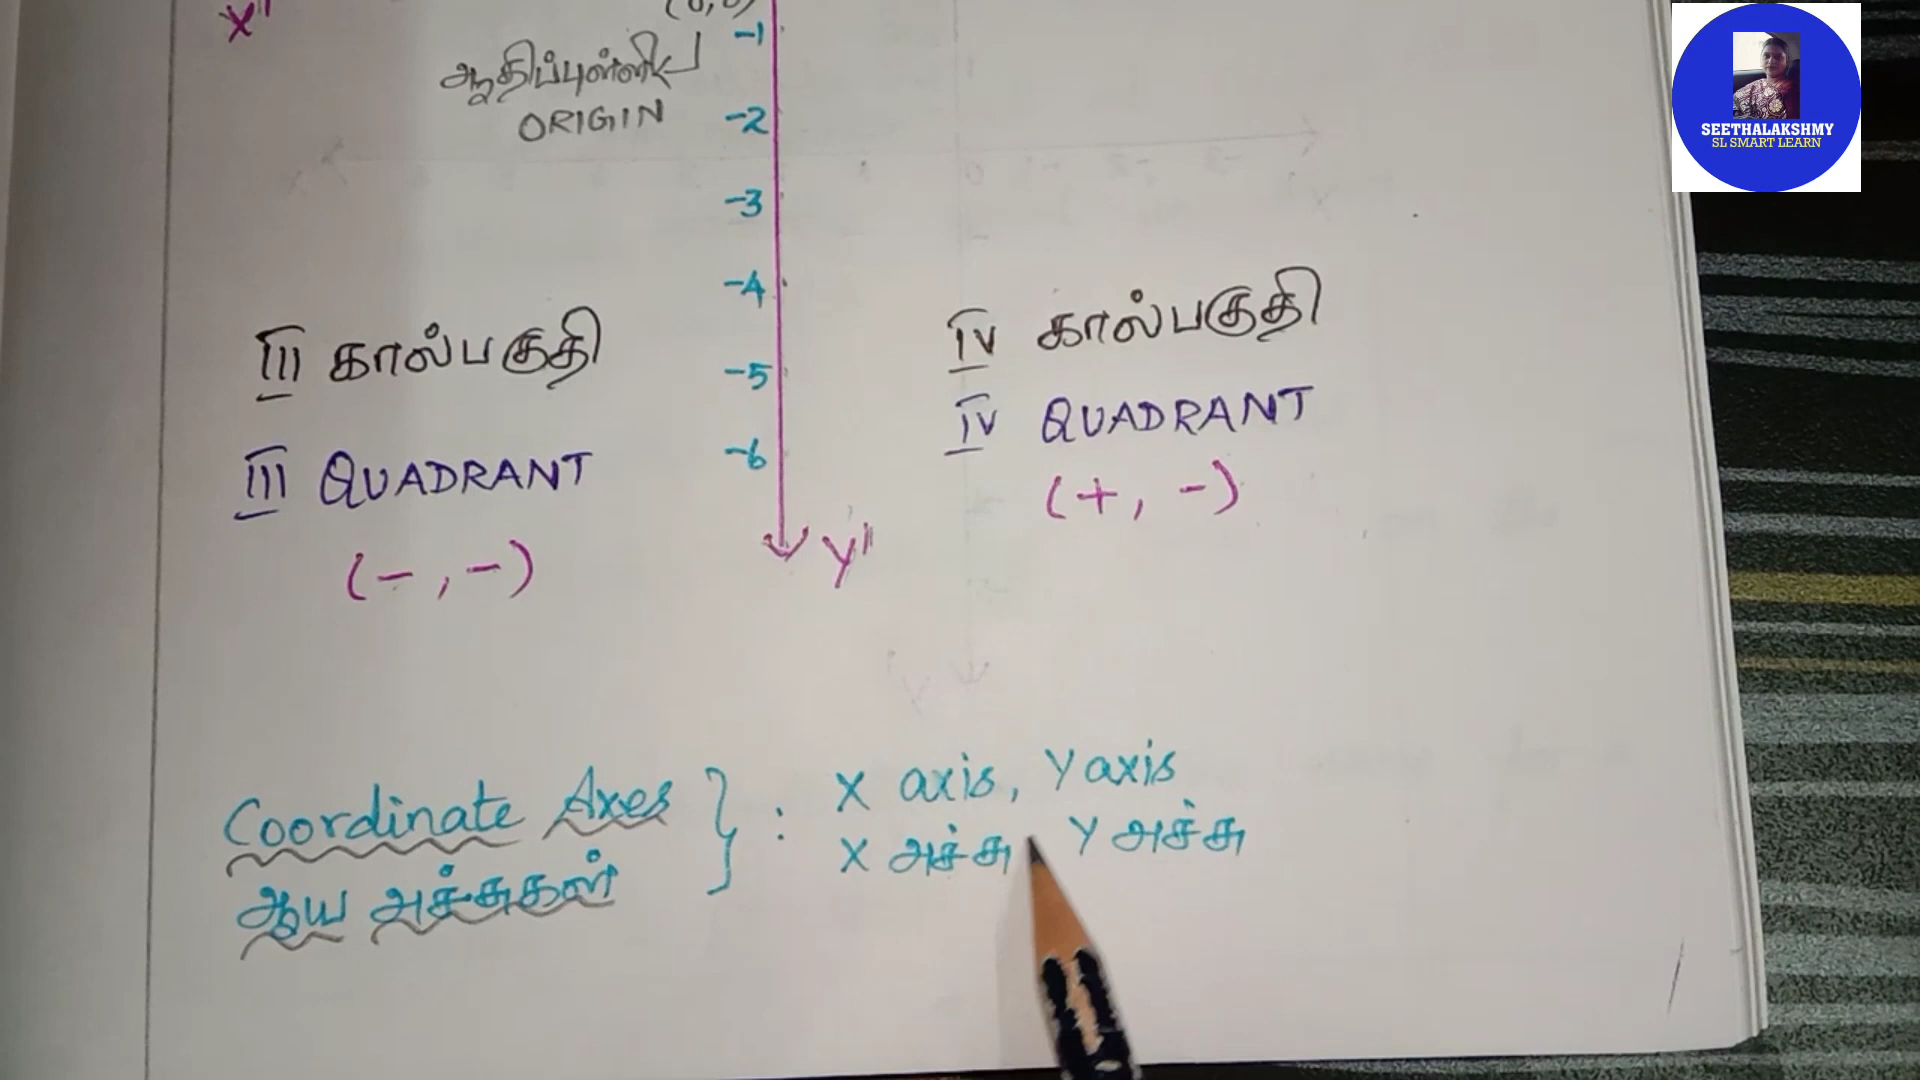 X"
(0,0)
-1
ஆதிப்புள்ளி
ORIGIN
-2
-3
-4
III கால்பகுதி
IV கால்பகுதி
-5
IV QUADRANT
III QUADRANT
-6
(+, -)
(-, -)
Y"
Coordinate Axes } : X axis, Y axis
ஆய அச்சுகள் X அச்சு Y அச்சு
SEETHALAKSHMY
SL SMART LEARN